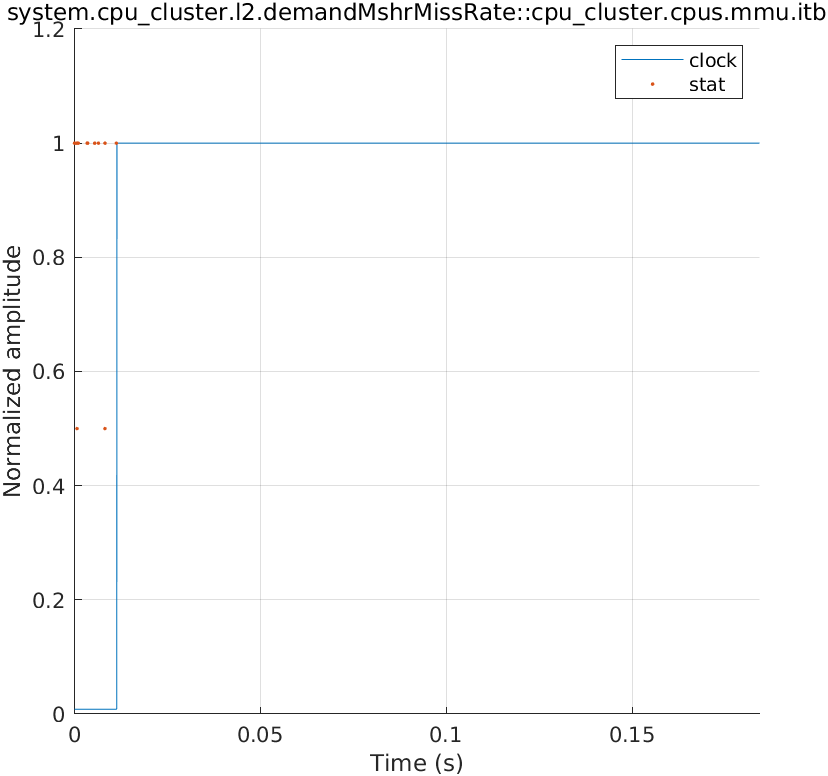 system.cpu_cluster.l2.demandMshrMissRate::cpu_cluster.cpus.mmu.itb
1.2
clock
stat
1
0.8
0.6
0.4
0.2
0
Normalized amplitude
0 0.05 0.1 0.15
Time (s)